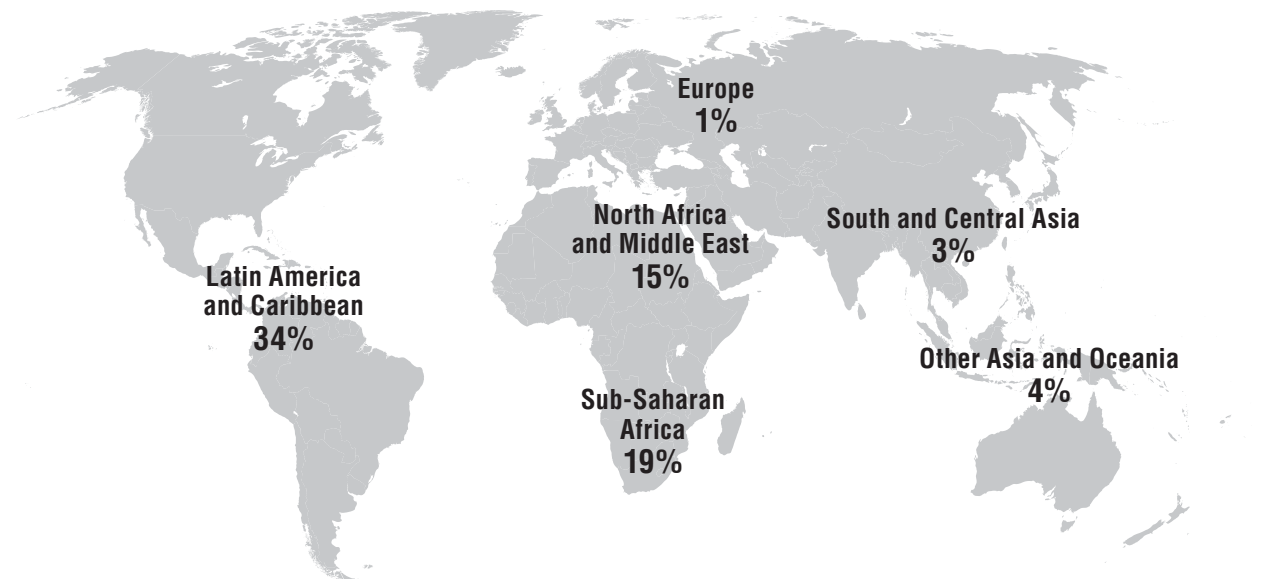 Europe
1%
North Africa
and Middle East
15%
South and Central Asia
3%
Latin America
and Caribbean
34%
Other Asia and Oceania
4%
Sub-Saharan
Africa
19%